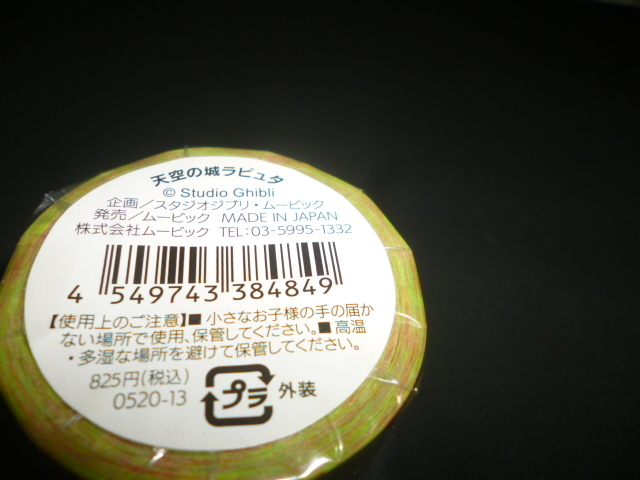 天空の城ラピュタ
© Studio Ghibli
企画/スタジオジブリ・ムービック
発売/ムービック MADE IN JAPAN
株式会社ムービック TEL:03-5995-1332
4 549743 384849
【使用上のご注意】■小さなお子様の手の届か
ない場所で使用、保管してください。■高温
・多湿な場所を避けて保管してください。
825円(税込)
0520-13
プラ 外装